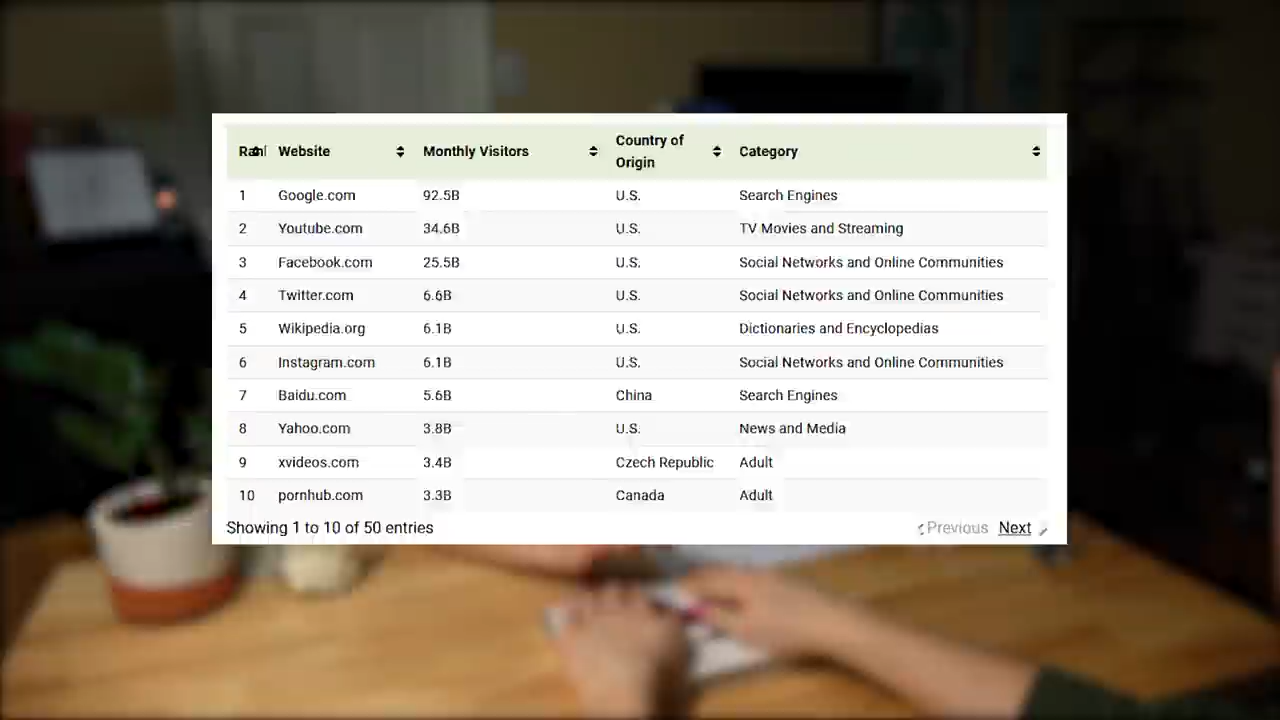 Rank Website Monthly Visitors Country of Origin Category
1 Google.com 92.5B U.S. Search Engines
2 Youtube.com 34.6B U.S. TV Movies and Streaming
3 Facebook.com 25.5B U.S. Social Networks and Online Communities
4 Twitter.com 6.6B U.S. Social Networks and Online Communities
5 Wikipedia.org 6.1B U.S. Dictionaries and Encyclopedias
6 Instagram.com 6.1B U.S. Social Networks and Online Communities
7 Baidu.com 5.6B China Search Engines
8 Yahoo.com 3.8B U.S. News and Media
9 xvideos.com 3.4B Czech Republic Adult
10 pornhub.com 3.3B Canada Adult
Showing 1 to 10 of 50 entries Previous Next